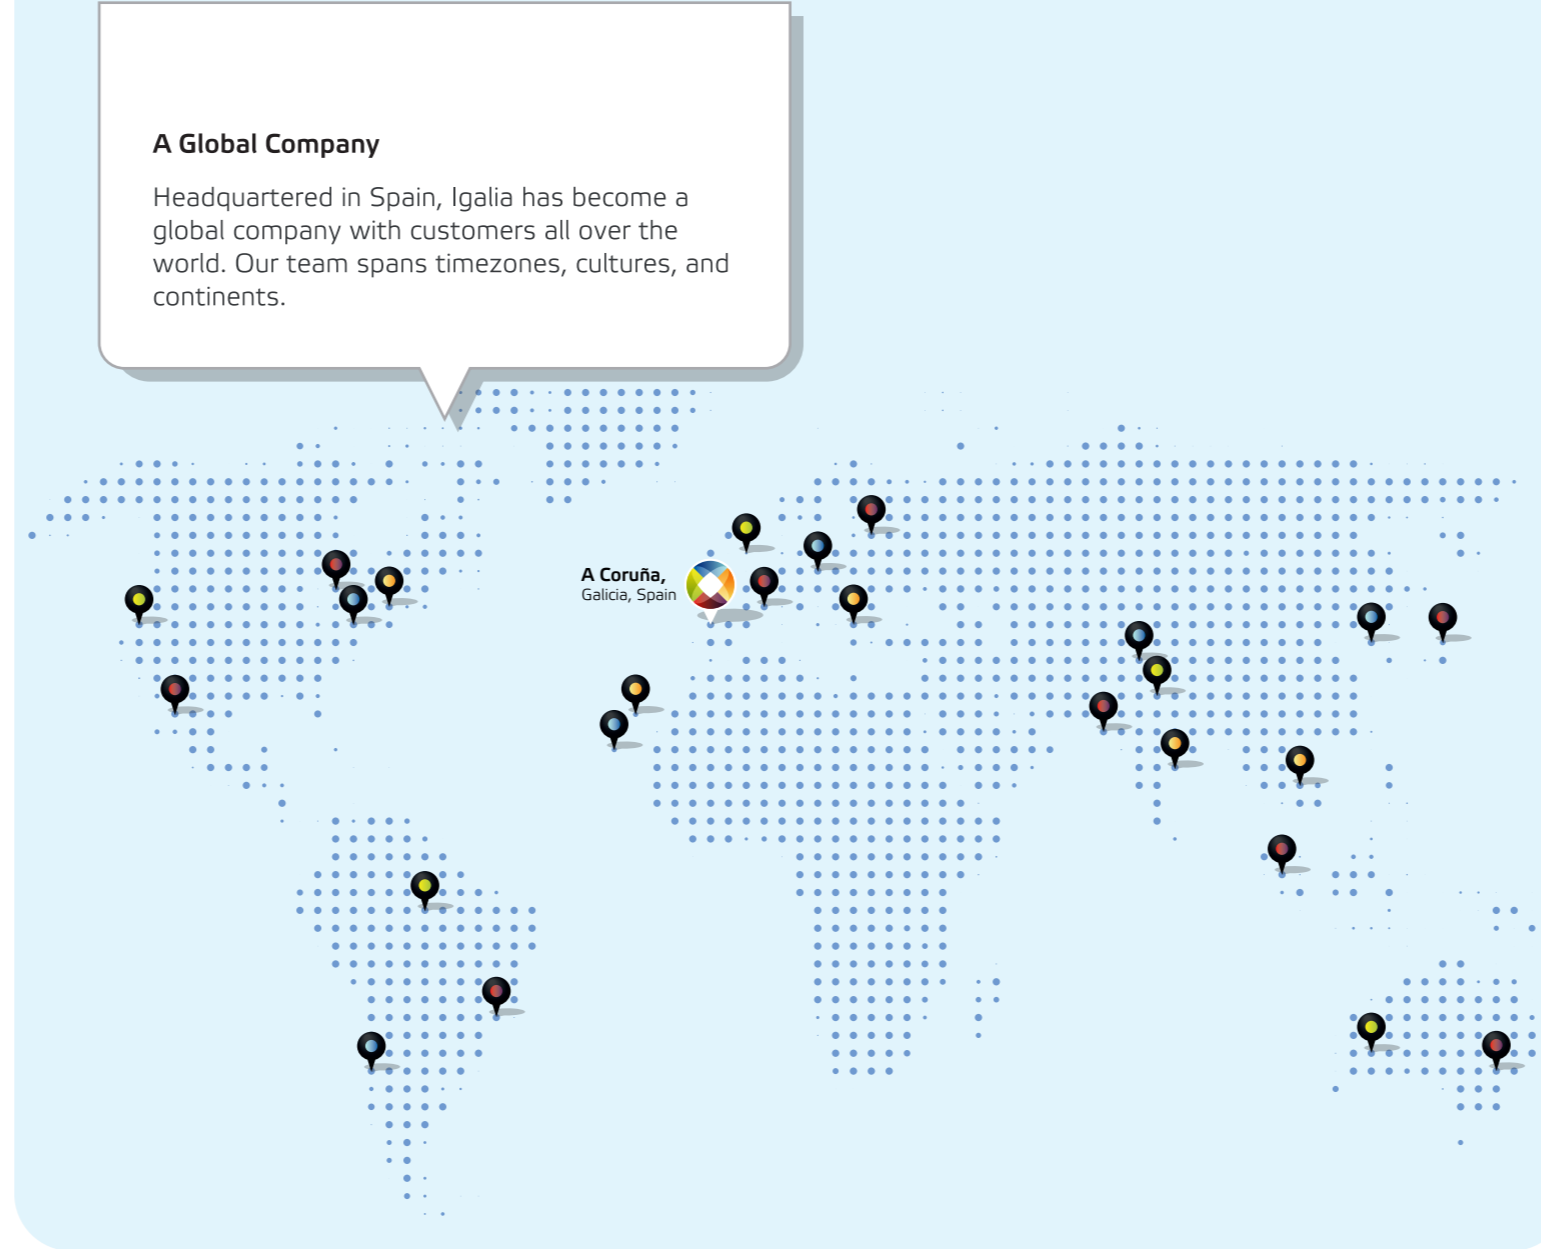 A Global Company
Headquartered in Spain, Igalia has become a
global company with customers all over the
world. Our team spans timezones, cultures, and
continents.
A Coruña,
Galicia, Spain